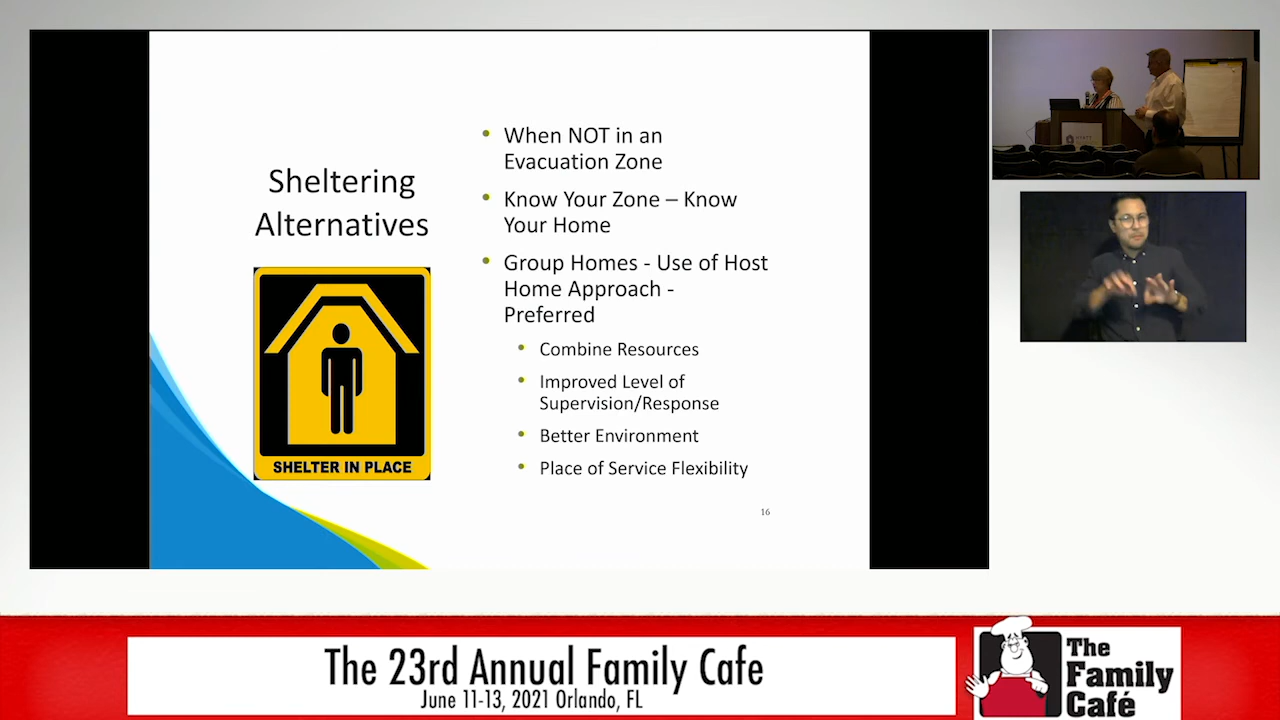 Sheltering
Alternatives
SHELTER IN PLACE
• When NOT in an
Evacuation Zone
• Know Your Zone – Know
Your Home
• Group Homes - Use of Host
Home Approach -
Preferred
• Combine Resources
• Improved Level of
Supervision/Response
• Better Environment
• Place of Service Flexibility
16
The 23rd Annual Family Cafe
June 11-13, 2021 Orlando, FL
The
Family
Café